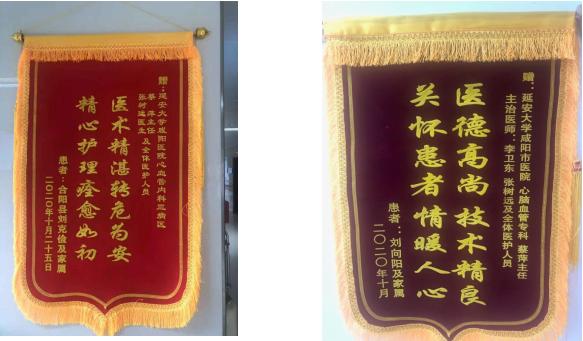 赠：延安大学咸阳医院心血管内科三病区
蔡萍主任
张树远医生 及全体医护人员
医术精湛转危为安
精心护理痊愈如初
患者：合阳县刘克俭及家属
二〇二〇年十月二十五日
赠：延安大学咸阳市医院 心脑血管专科 蔡萍主任
主治医师：李卫东 张树远及全体医护人员
医德高尚技术精良
关怀患者情暖人心
患者：刘向阳及家属
二〇二〇年十月